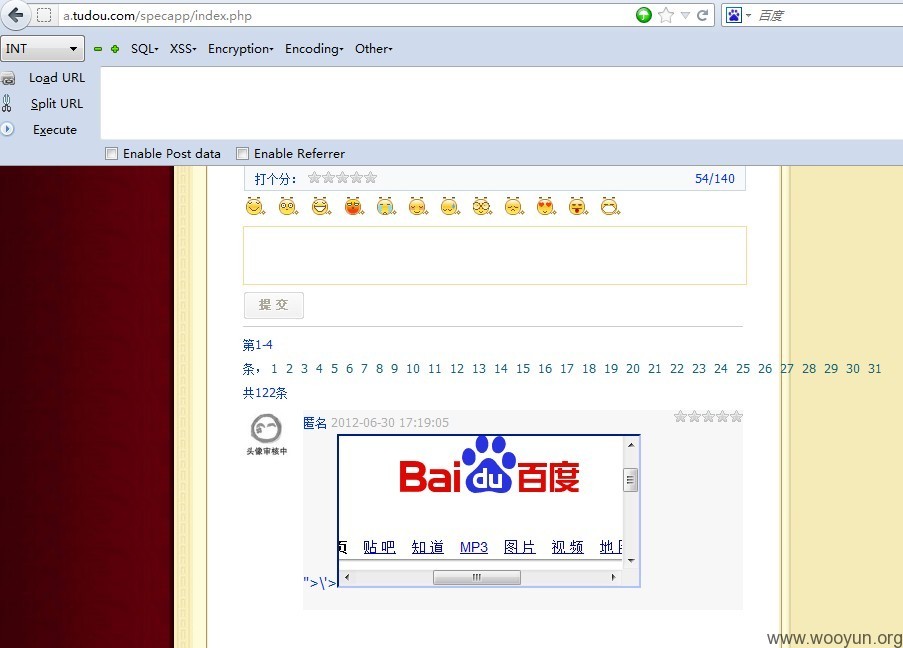 a.tudou.com/specapp/index.php
百度
INT
SQL
XSS
Encryption
Encoding
Other
Load URL
Split URL
Execute
Enable Post data
Enable Referrer
打个分：
54/140
提 交
第1-4
条， 1 2 3 4 5 6 7 8 9 10 11 12 13 14 15 16 17 18 19 20 21 22 23 24 25 26 27 28 29 30 31
共122条
头像审核中
匿名 2012-06-30 17:19:05
Bai du 百度
页 贴吧 知道 MP3 图片 视频 地图
">\'>
www.wooyun.org